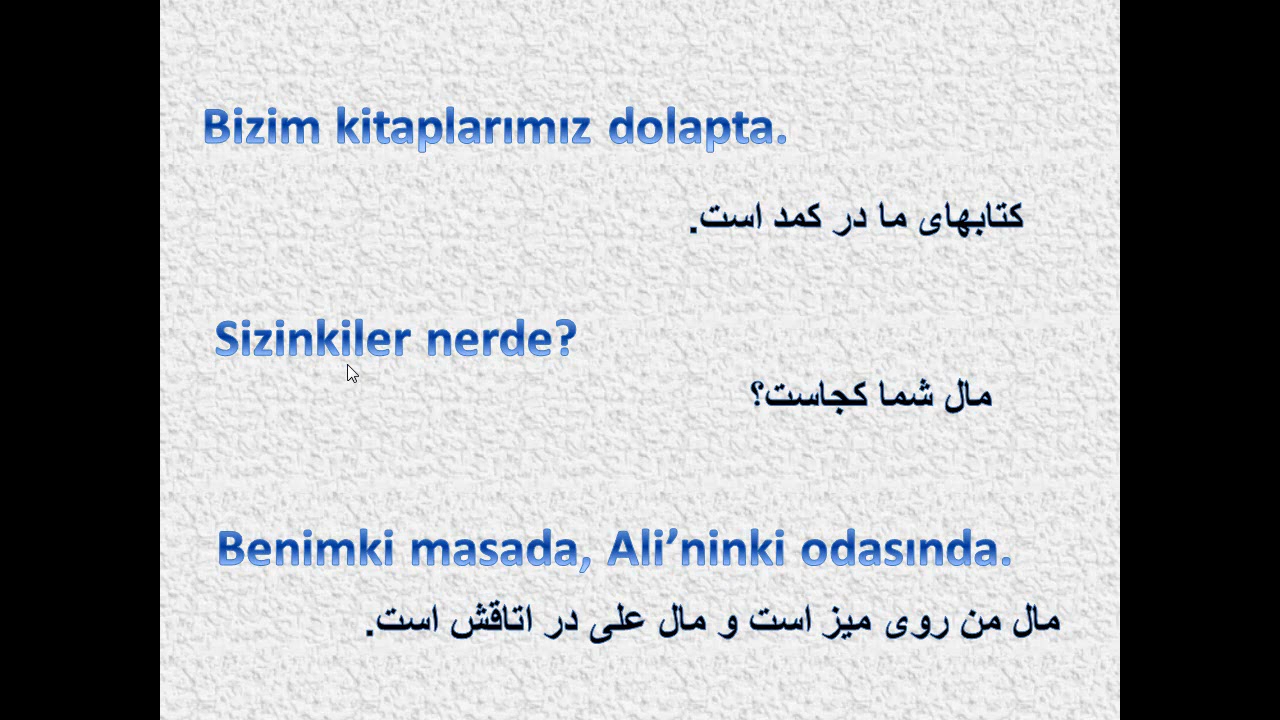 Bizim kitaplarımız dolapta.
کتابهای ما در کمد است.
Sizinkiler nerde?
مال شما کجاست؟
Benimki masada, Ali’ninki odasında.
مال من روی میز است و مال علی در اتاقش است.